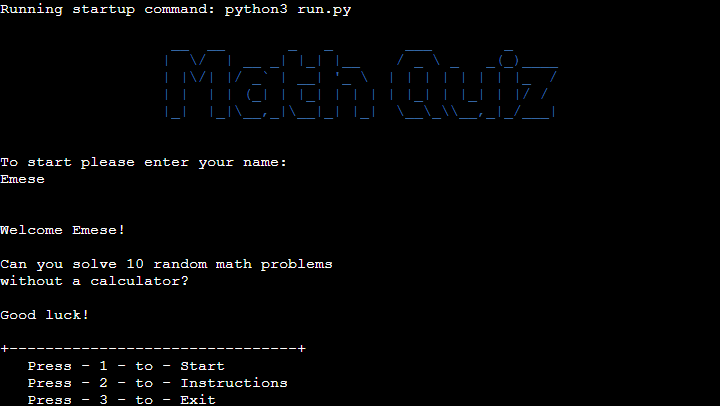 Running startup command: python3 run.py
Math Quiz
To start please enter your name:
Emese
Welcome Emese!
Can you solve 10 random math problems
without a calculator?
Good luck!
+--------------------------------+
Press - 1 - to - Start
Press - 2 - to - Instructions
Press - 3 - to - Exit